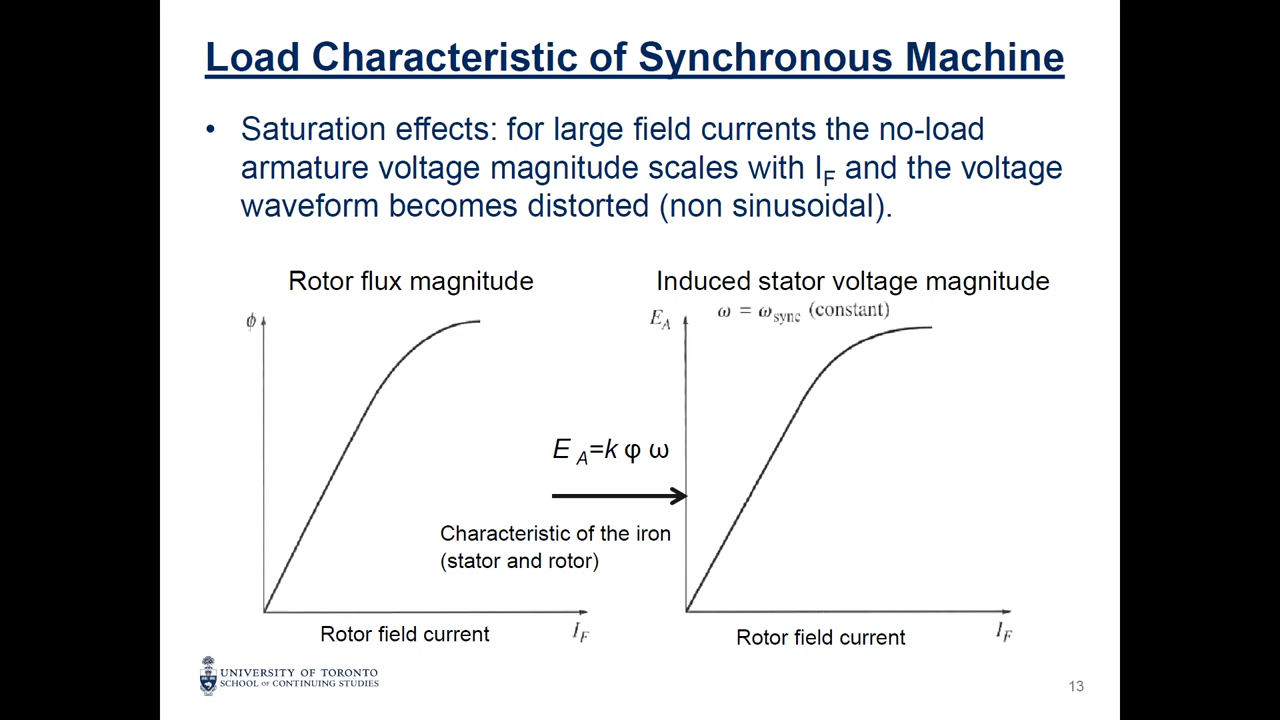 Load Characteristic of Synchronous Machine
• Saturation effects: for large field currents the no-load
armature voltage magnitude scales with I_F and the voltage
waveform becomes distorted (non sinusoidal).
Rotor flux magnitude
ϕ
Rotor field current
I_F
E_A=k φ ω
Characteristic of the iron
(stator and rotor)
Induced stator voltage magnitude
E_A
ω = ω_sync (constant)
Rotor field current
I_F
UNIVERSITY OF TORONTO
SCHOOL OF CONTINUING STUDIES
13